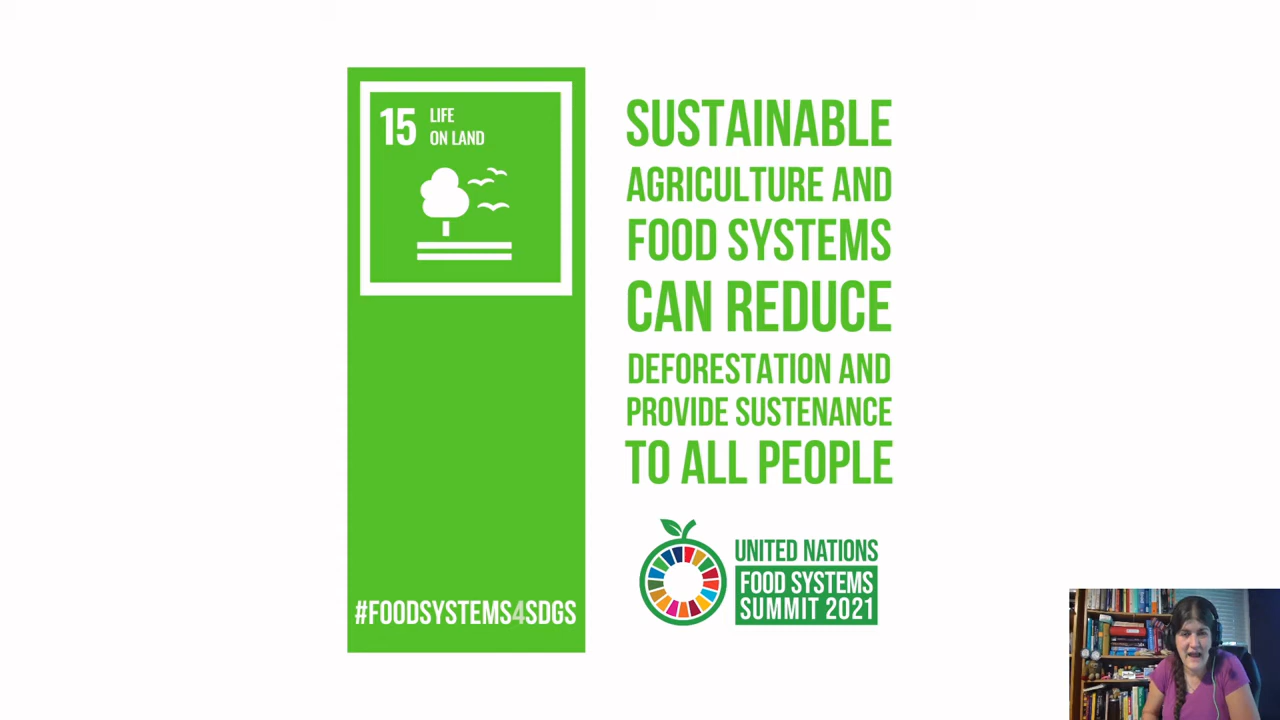 15
LIFE
ON LAND
#FOODSYSTEMS4SDGS
SUSTAINABLE
AGRICULTURE AND
FOOD SYSTEMS
CAN REDUCE
DEFORESTATION AND
PROVIDE SUSTENANCE
TO ALL PEOPLE
UNITED NATIONS
FOOD SYSTEMS
SUMMIT 2021